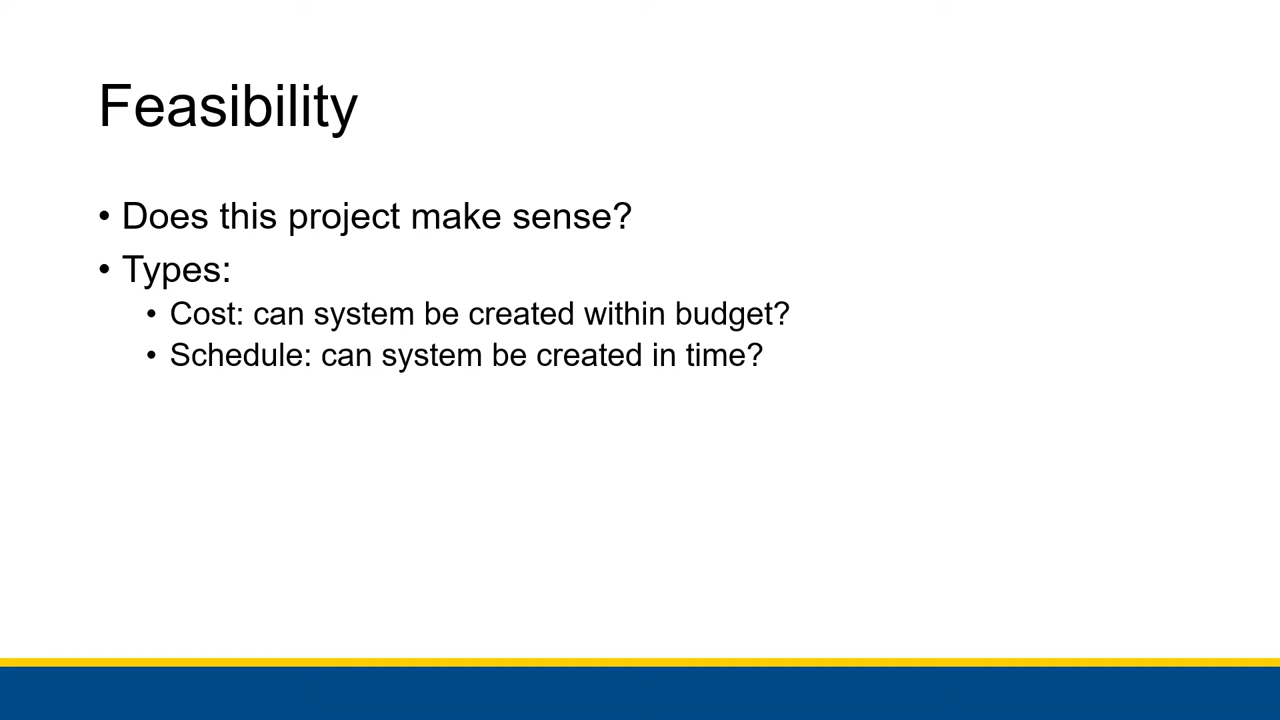 Feasibility
• Does this project make sense?
• Types:
• Cost: can system be created within budget?
• Schedule: can system be created in time?